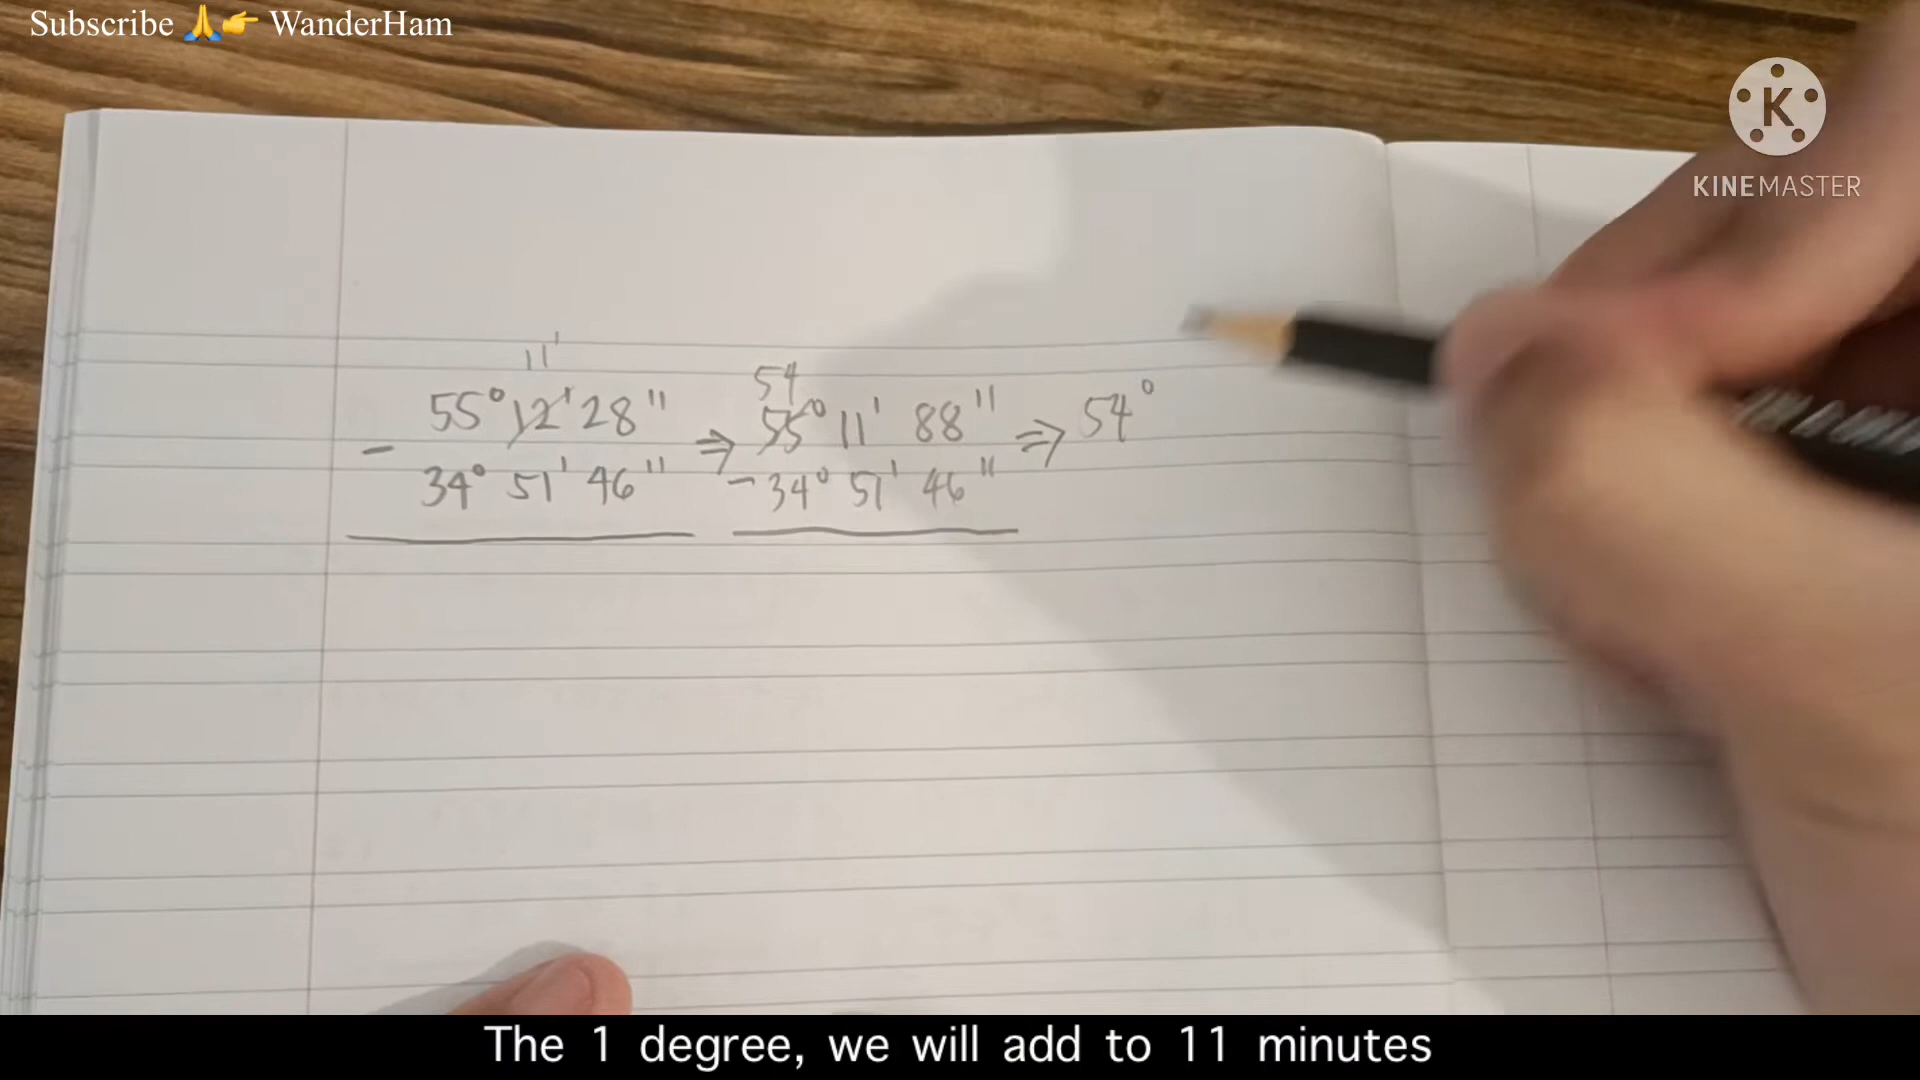 Subscribe 🙏👉 WanderHam
K
KINEMASTER
11'
54
55° 12' 28" ⇒ 55° 11' 88" ⇒ 54°
- 34° 51' 46" - 34° 51' 46"
The 1 degree, we will add to 11 minutes